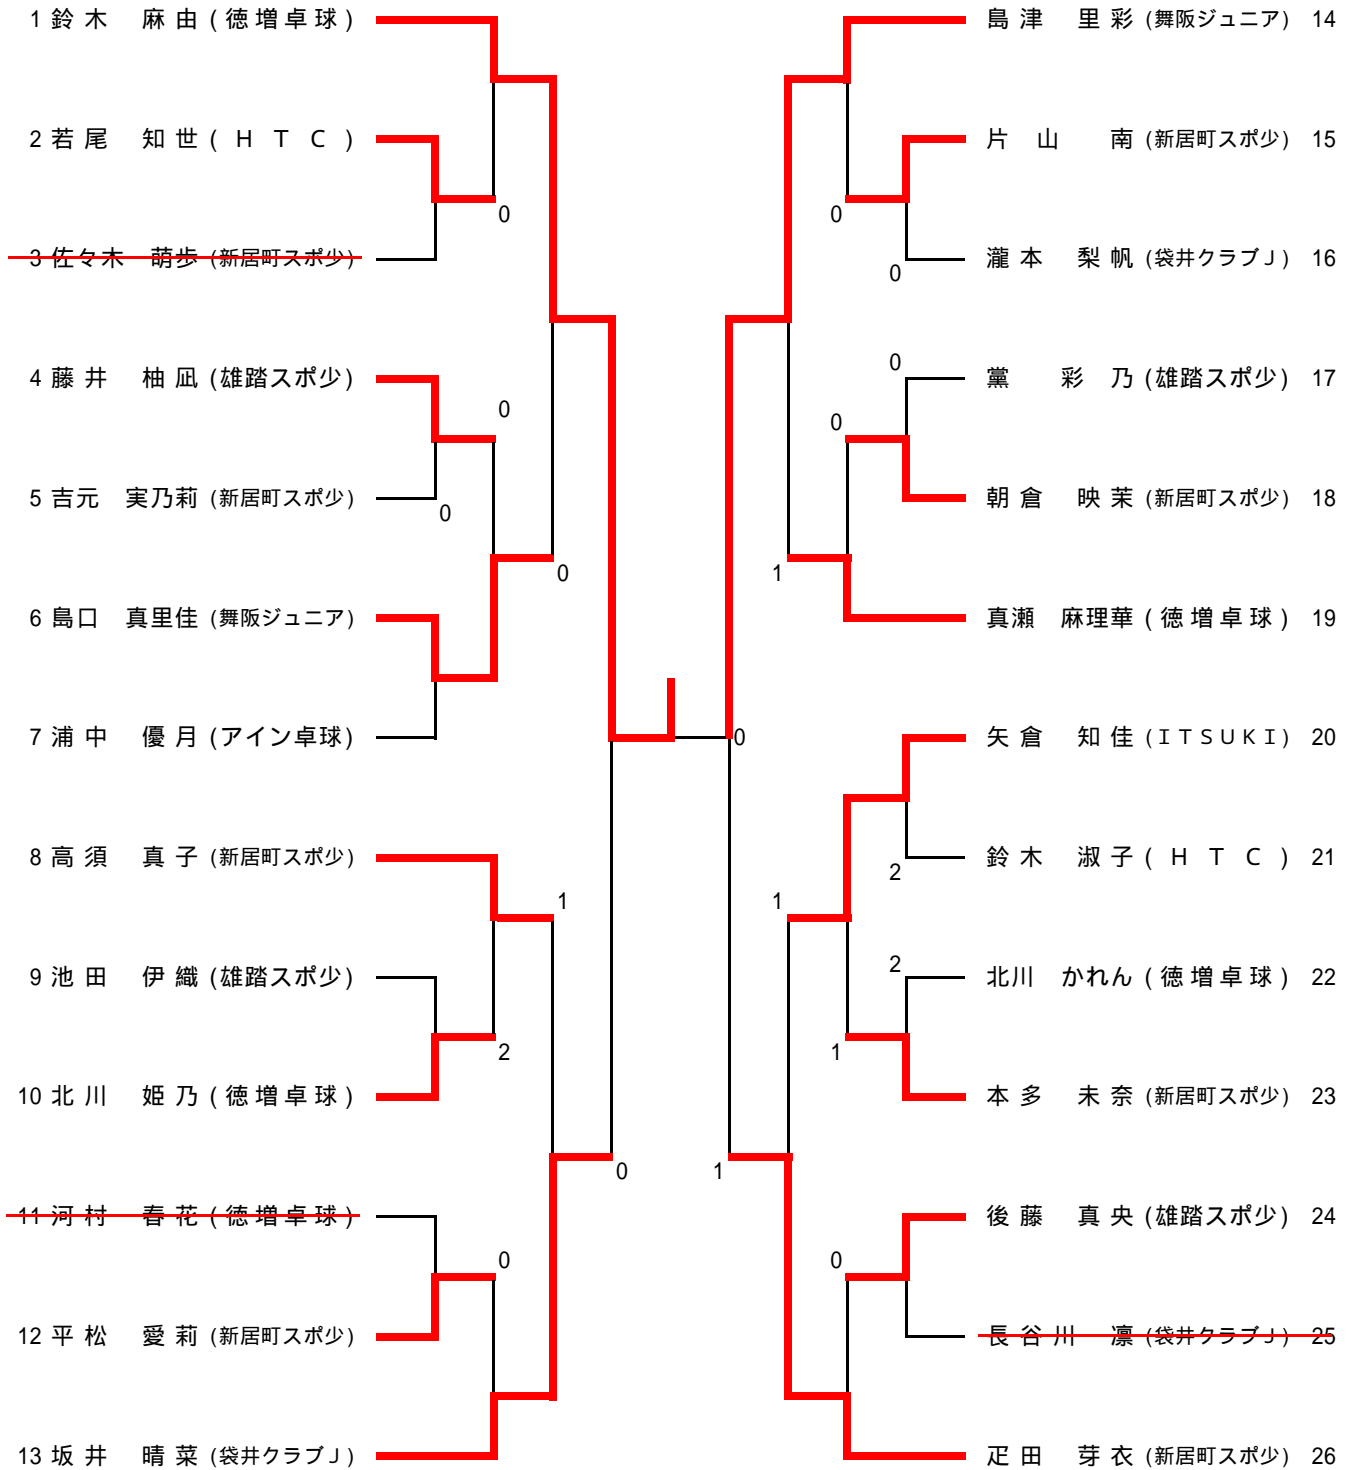 1 鈴木 麻由 (徳増卓球)
2 若尾 知世 (HTC)
0
3 佐々木 萌歩 (新居町スポ少)
4 藤井 柚凪 (雄踏スポ少)
0
5 吉元 実乃莉 (新居町スポ少)
0
0
6 島口 真里佳 (舞阪ジュニア)
7 浦中 優月 (アイン卓球)
8 高須 真子 (新居町スポ少)
1
9 池田 伊織 (雄踏スポ少)
2
10 北川 姫乃 (徳増卓球)
0
11 河村 春花 (徳増卓球)
0
12 平松 愛莉 (新居町スポ少)
13 坂井 晴菜 (袋井クラブJ)
島津 里彩 (舞阪ジュニア) 14
片山 南 (新居町スポ少) 15
0
瀧本 梨帆 (袋井クラブJ) 16
0
0
黨 彩乃 (雄踏スポ少) 17
0
朝倉 映茉 (新居町スポ少) 18
1
真瀬 麻理華 (徳増卓球) 19
0
矢倉 知佳 (ITSUKI) 20
鈴木 淑子 (HTC) 21
2
1
2
北川 かれん (徳増卓球) 22
1
本多 未奈 (新居町スポ少) 23
1
後藤 真央 (雄踏スポ少) 24
0
長谷川 凛 (袋井クラブJ) 25
疋田 芽衣 (新居町スポ少) 26